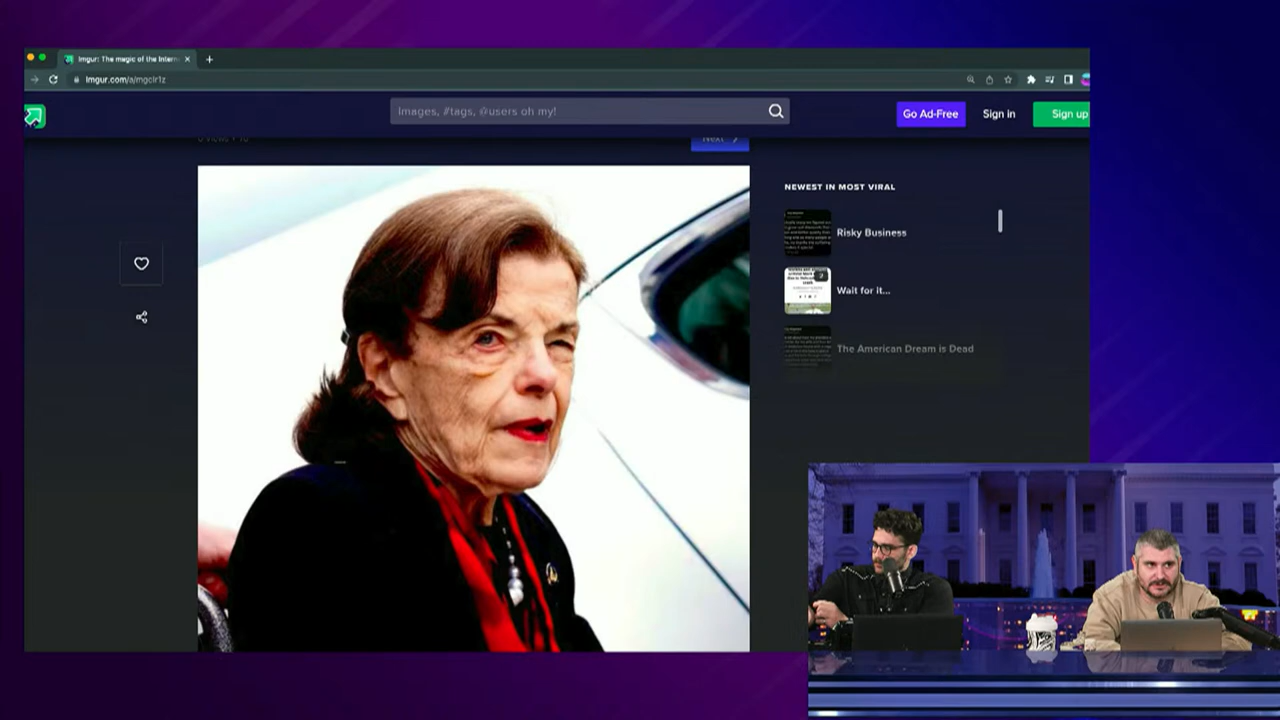 Imgur: The magic of the Intern
imgur.com/a/mgclr1z
Images, #tags, @users oh my!
Go Ad-Free
Sign in
Sign up
Next
NEWEST IN MOST VIRAL
Risky Business
Wait for it...
The American Dream is Dead